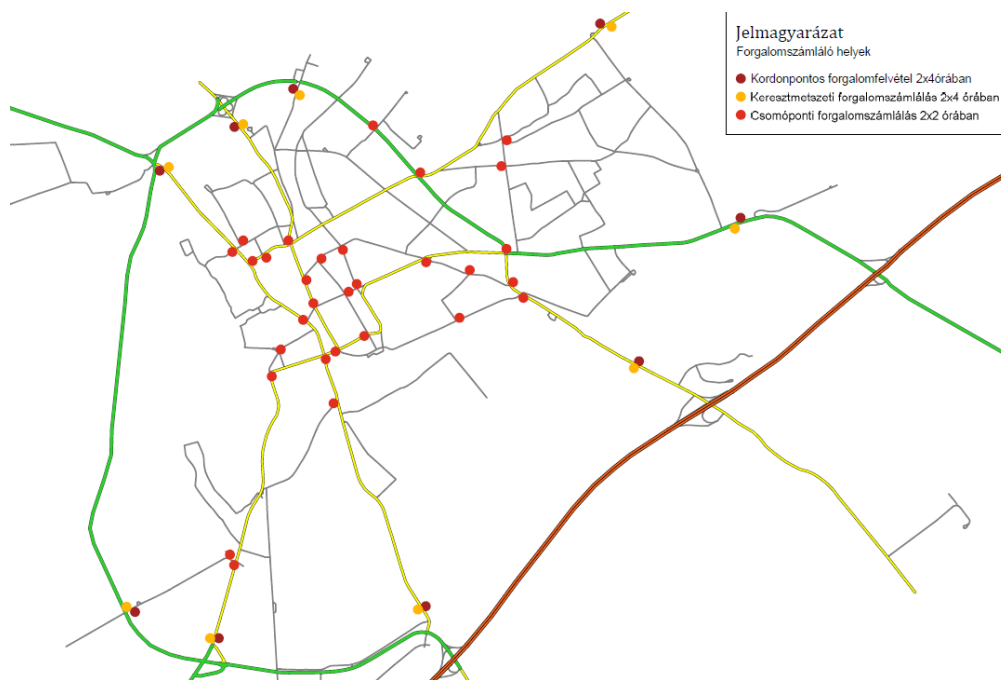 Jelmagyarázat
Forgalomszámláló helyek
Kordonpontos forgalomfelvétel 2x4órában
Keresztmetszeti forgalomszámlálás 2x4 órában
Csomóponti forgalomszámlálás 2x2 órában